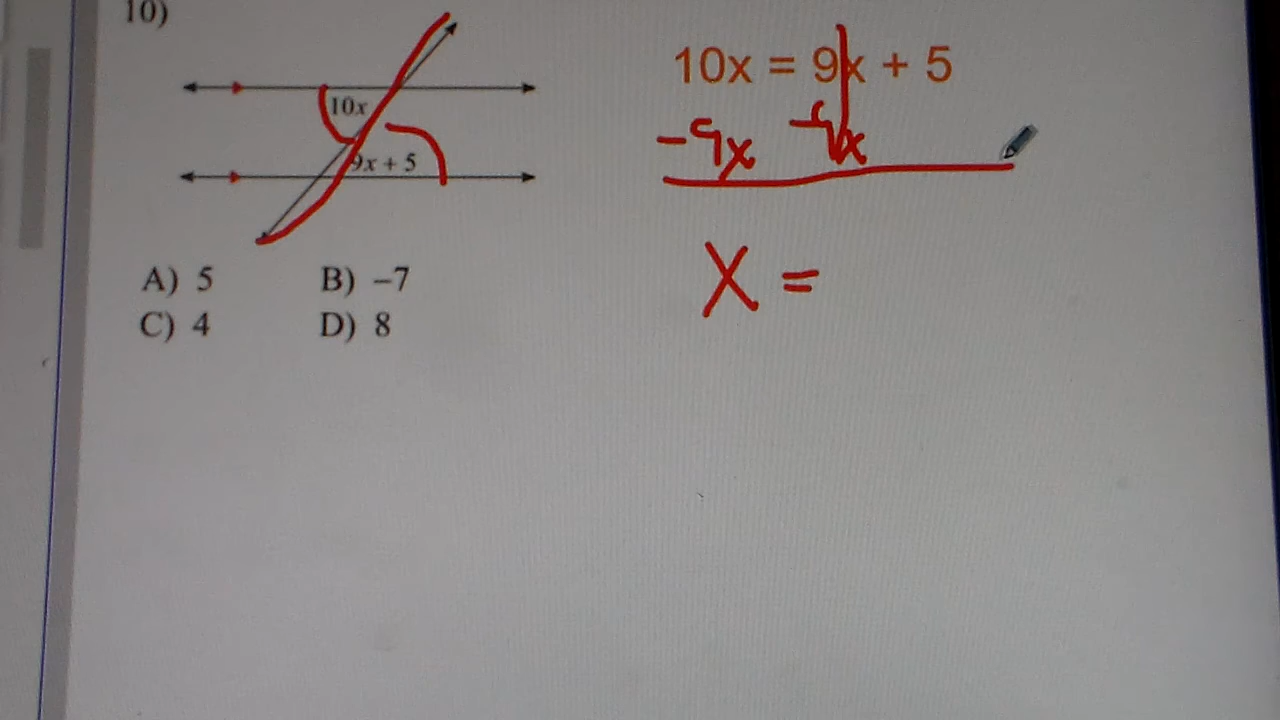 10)
10x
9x + 5
A) 5 B) –7
C) 4 D) 8
10x = 9x + 5
-9x -9x
X =